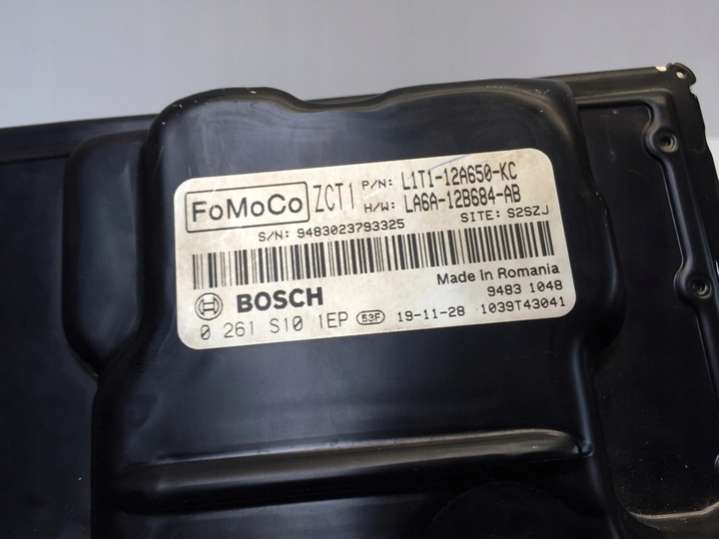 FoMoCo ZCT1 P/N: L1T1-12A650-KC
H/W: LA6A-12B684-AB
S/N: 9483023793325 SITE: S2SZJ
Made In Romania
BOSCH 9483 1048
0 261 S10 1EP 53F 19-11-28 1039T43041